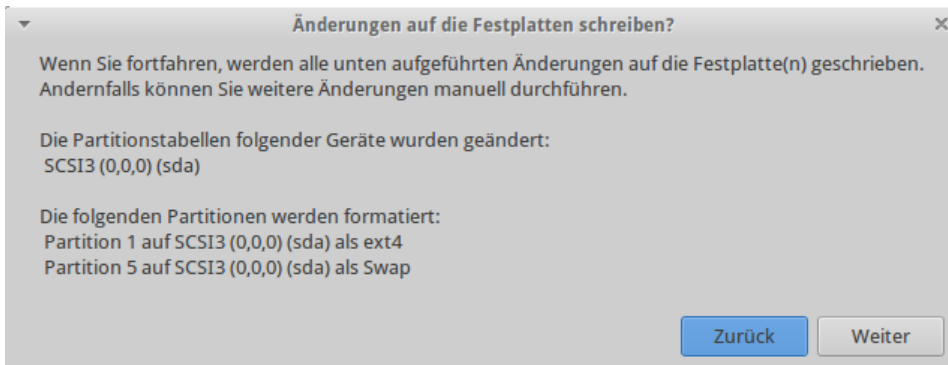 Änderungen auf die Festplatten schreiben?
Wenn Sie fortfahren, werden alle unten aufgeführten Änderungen auf die Festplatte(n) geschrieben.
Andernfalls können Sie weitere Änderungen manuell durchführen.
Die Partitionstabellen folgender Geräte wurden geändert:
SCSI3 (0,0,0) (sda)
Die folgenden Partitionen werden formatiert:
Partition 1 auf SCSI3 (0,0,0) (sda) als ext4
Partition 5 auf SCSI3 (0,0,0) (sda) als Swap
Zurück Weiter